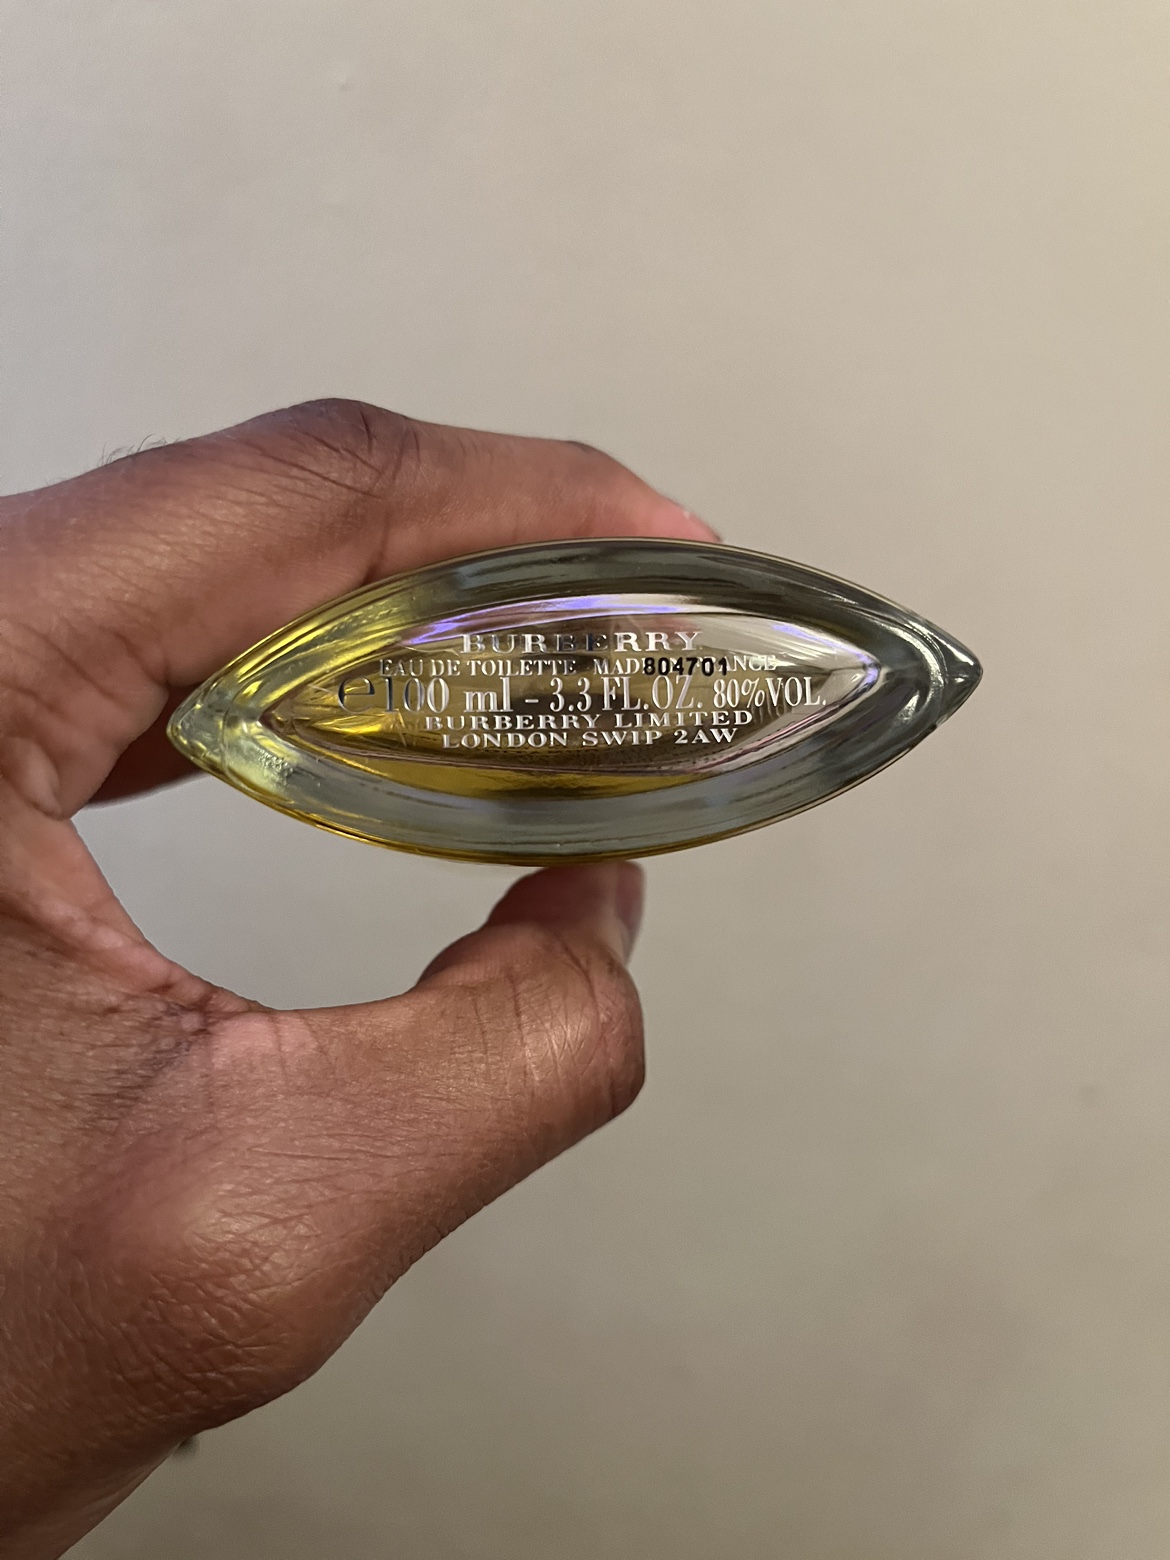 BURBERRY
EAU DE TOILETTE MAD 804701 ANCE
e100 ml - 3.3 FL.OZ. 80%VOL.
BURBERRY LIMITED
LONDON SW1P 2AW